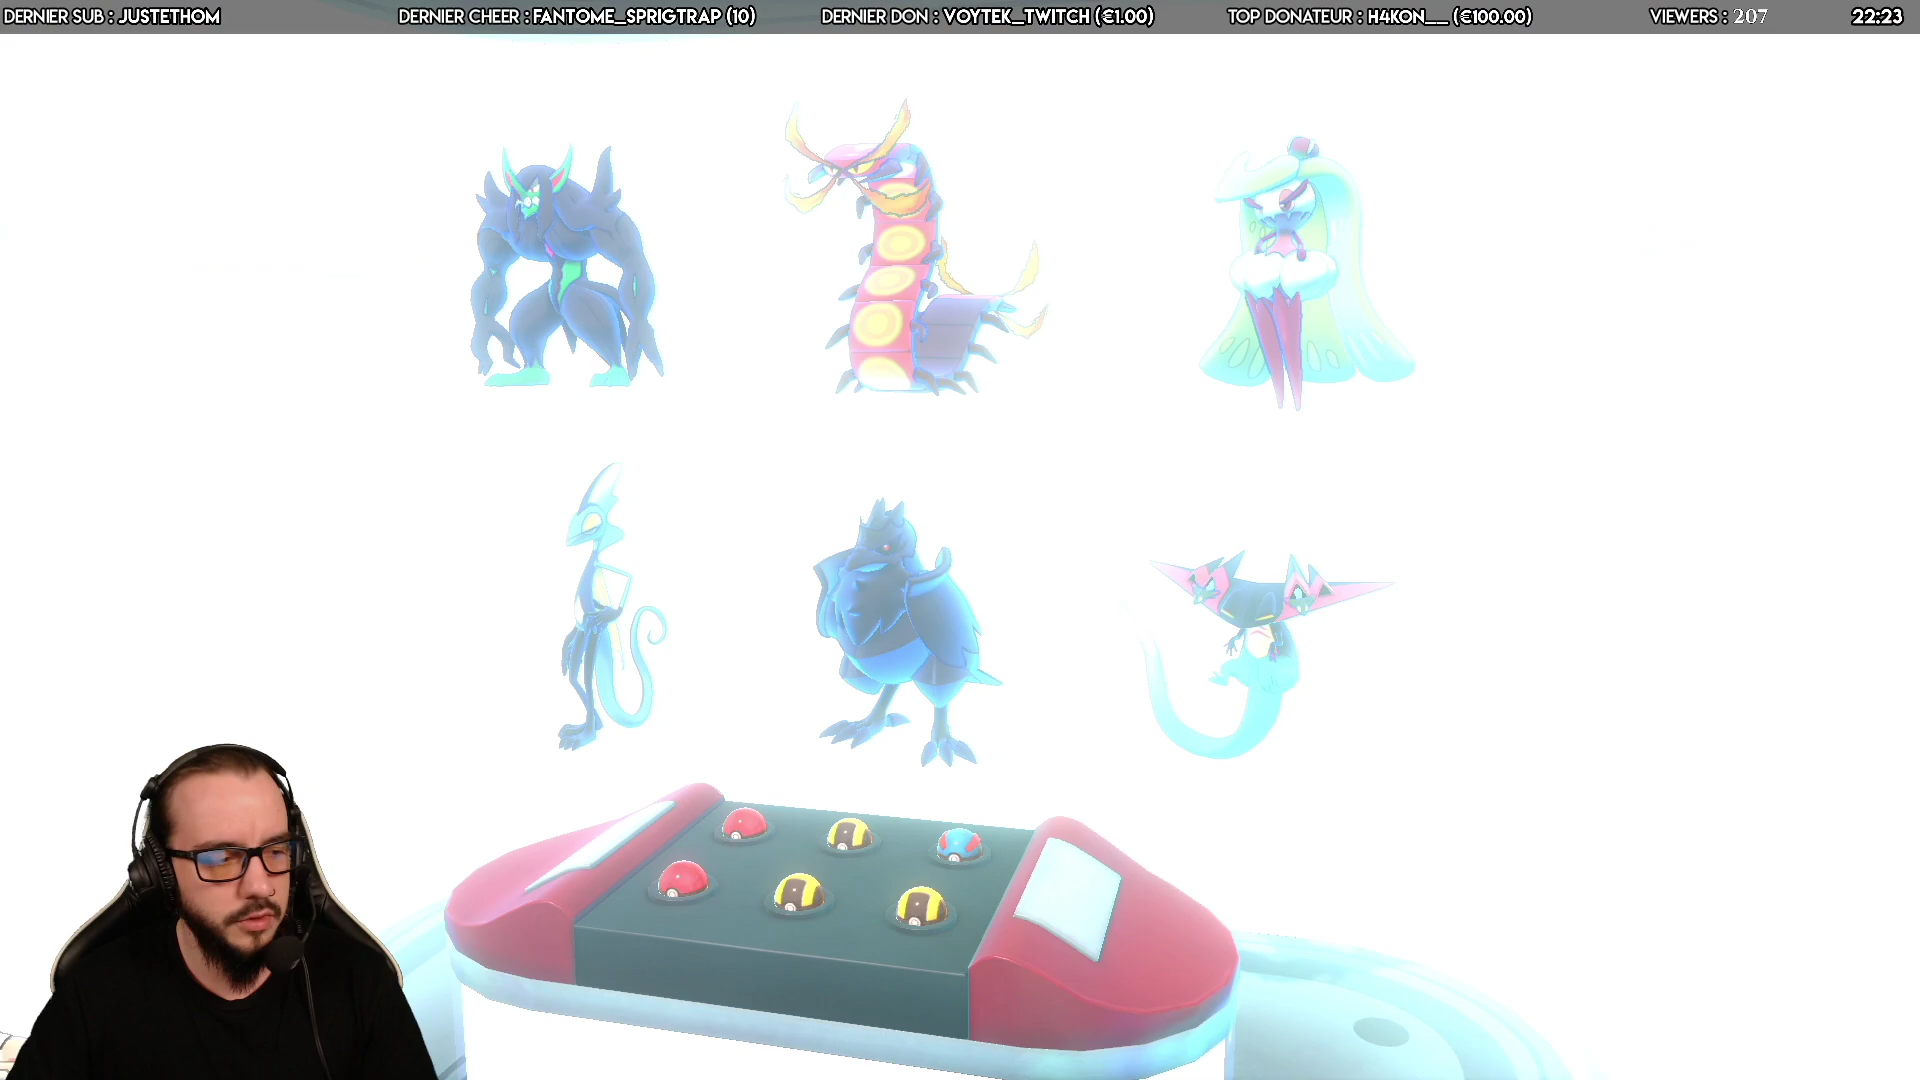 DERNIER SUB : JUSTETHOM DERNIER CHEER : FANTOME_SPRIGTRAP (10) DERNIER DON : VOYTEK_TWITCH (€1.00) TOP DONATEUR : H4KON__ (€100.00) VIEWERS : 207 22:23